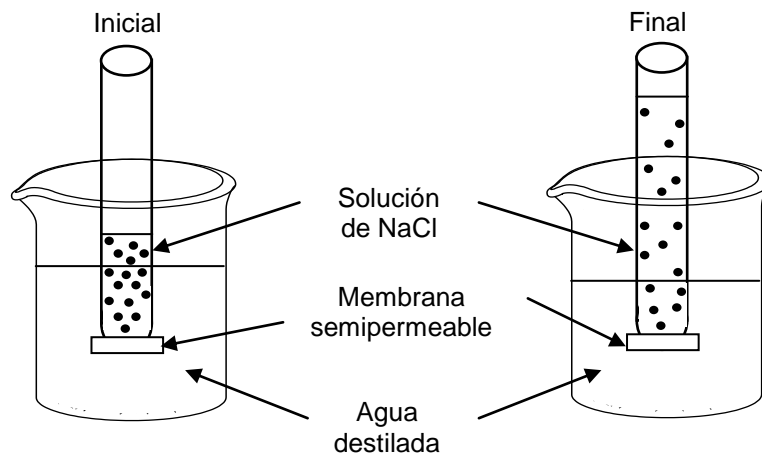 Inicial
Final
Solución
de NaCl
Membrana
semipermeable
Agua
destilada